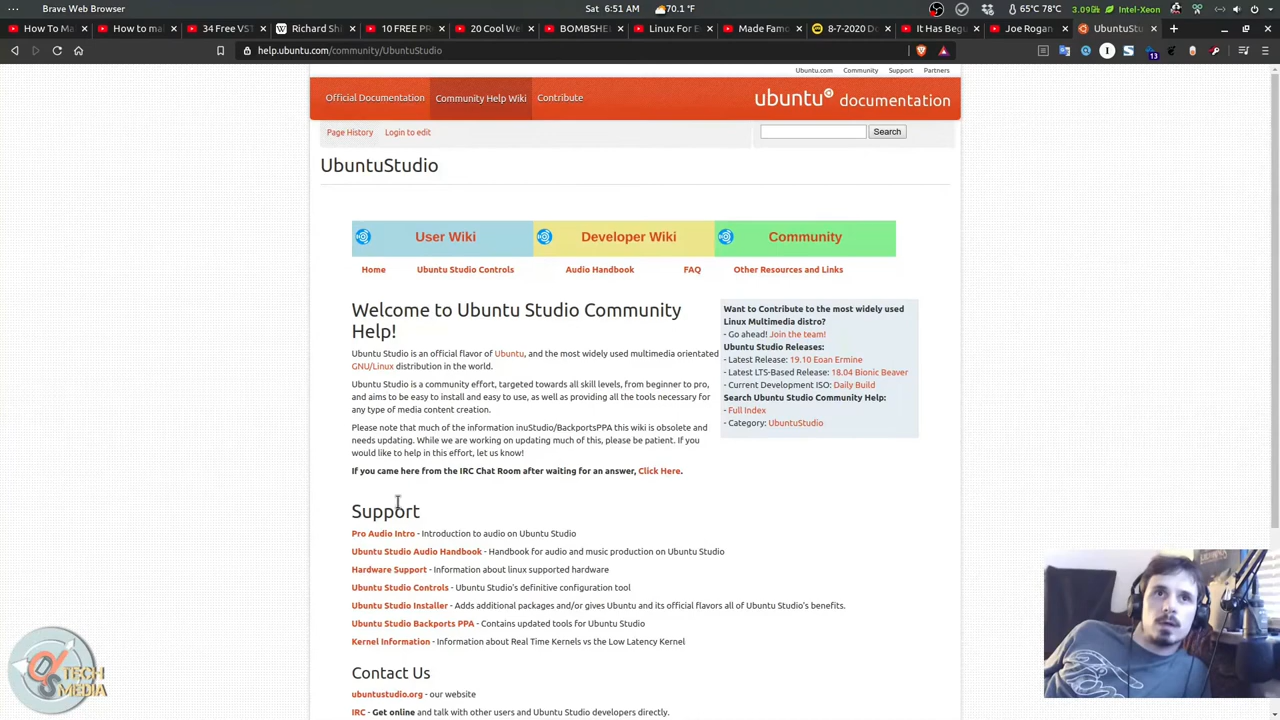 Brave Web Browser
Sat 6:51 AM 70.1 °F
55°C 78°C 3.09% Intel-Xeon
How To Ma
How to mal
34 Free VST
Richard Sh
10 FREE PR
20 Cool We
BOMBSHEL
Linux For E
Made Famo
8-7-2020 D
It Has Begu
Joe Rogan
UbuntuStu
help.ubuntu.com/community/UbuntuStudio
13
Ubuntu.com Community Support Partners
Official Documentation Community Help Wiki Contribute
ubuntu documentation
Page History Login to edit
Search
UbuntuStudio
User Wiki Developer Wiki Community
Home Ubuntu Studio Controls Audio Handbook FAQ Other Resources and Links
Welcome to Ubuntu Studio Community
Help!
Ubuntu Studio is an official flavor of Ubuntu, and the most widely used multimedia orientated
GNU/Linux distribution in the world.
Ubuntu Studio is a community effort, targeted towards all skill levels, from beginner to pro,
and aims to be easy to install and easy to use, as well as providing all the tools necessary for
any type of media content creation.
Please note that much of the information inuStudio/BackportsPPA this wiki is obsolete and
needs updating. While we are working on updating much of this, please be patient. If you
would like to help in this effort, let us know!
If you came here from the IRC Chat Room after waiting for an answer, Click Here.
Want to Contribute to the most widely used
Linux Multimedia distro?
- Go ahead! Join the team!
Ubuntu Studio Releases:
- Latest Release: 19.10 Eoan Ermine
- Latest LTS-Based Release: 18.04 Bionic Beaver
- Current Development ISO: Daily Build
Search Ubuntu Studio Community Help:
- Full Index
- Category: UbuntuStudio
Support
Pro Audio Intro - Introduction to audio on Ubuntu Studio
Ubuntu Studio Audio Handbook - Handbook for audio and music production on Ubuntu Studio
Hardware Support - Information about linux supported hardware
Ubuntu Studio Controls - Ubuntu Studio's definitive configuration tool
Ubuntu Studio Installer - Adds additional packages and/or gives Ubuntu and its official flavors all of Ubuntu Studio's benefits.
Ubuntu Studio Backports PPA - Contains updated tools for Ubuntu Studio
Kernel Information - Information about Real Time Kernels vs the Low Latency Kernel
Contact Us
ubuntustudio.org - our website
IRC - Get online and talk with other users and Ubuntu Studio developers directly.
TECH
MEDIA